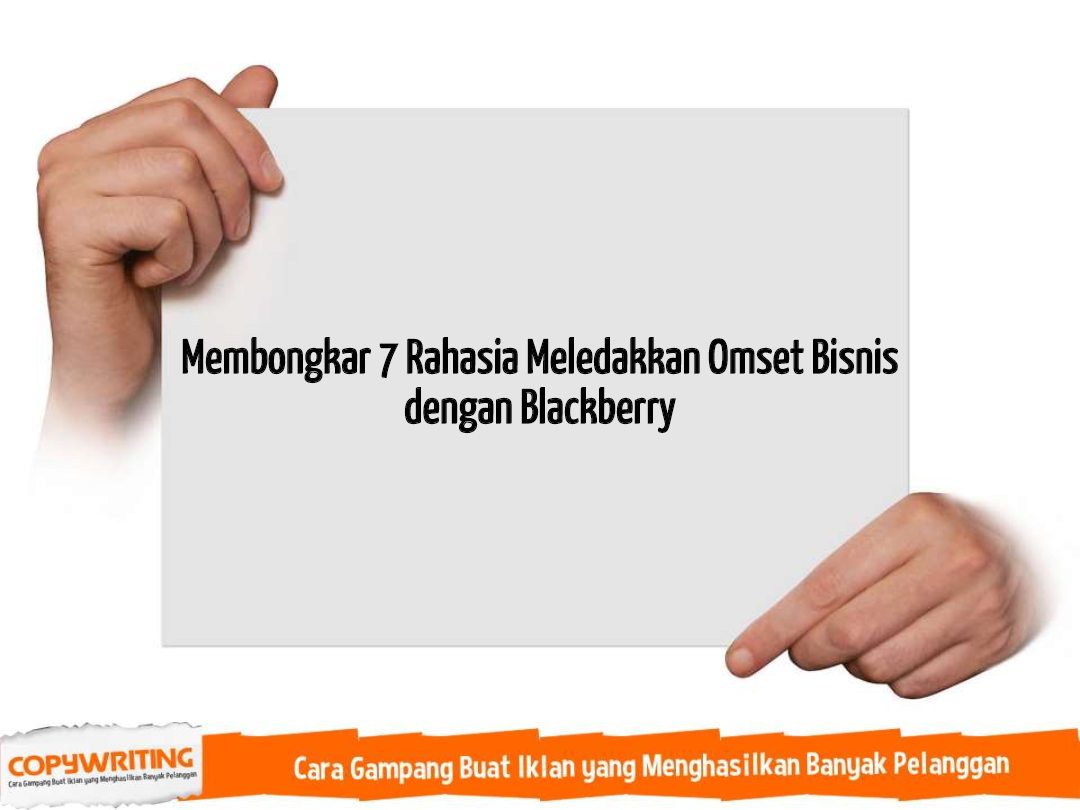 Membongkar 7 Rahasia Meledakkan Omset Bisnis
dengan Blackberry
COPYWRITING
Cara Gampang Buat Iklan yang Menghasilkan Banyak Pelanggan
Cara Gampang Buat Iklan yang Menghasilkan Banyak Pelanggan